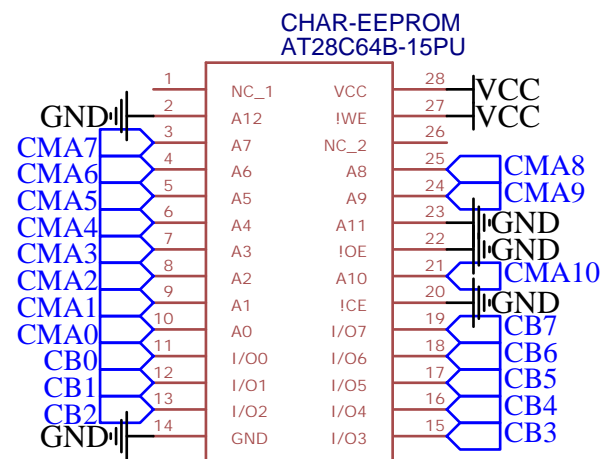 CHAR-EEPROM
AT28C64B-15PU
1 NC_1 VCC 28 VCC
GND 2 A12 !WE 27 VCC
CMA7 3 A7 NC_2 26
CMA6 4 A6 A8 25 CMA8
CMA5 5 A5 A9 24 CMA9
CMA4 6 A4 A11 23 GND
CMA3 7 A3 !OE 22 GND
CMA2 8 A2 A10 21 CMA10
CMA1 9 A1 !CE 20 GND
CMA0 10 A0 I/O7 19 CB7
CB0 11 I/O0 I/O6 18 CB6
CB1 12 I/O1 I/O5 17 CB5
CB2 13 I/O2 I/O4 16 CB4
GND 14 GND I/O3 15 CB3